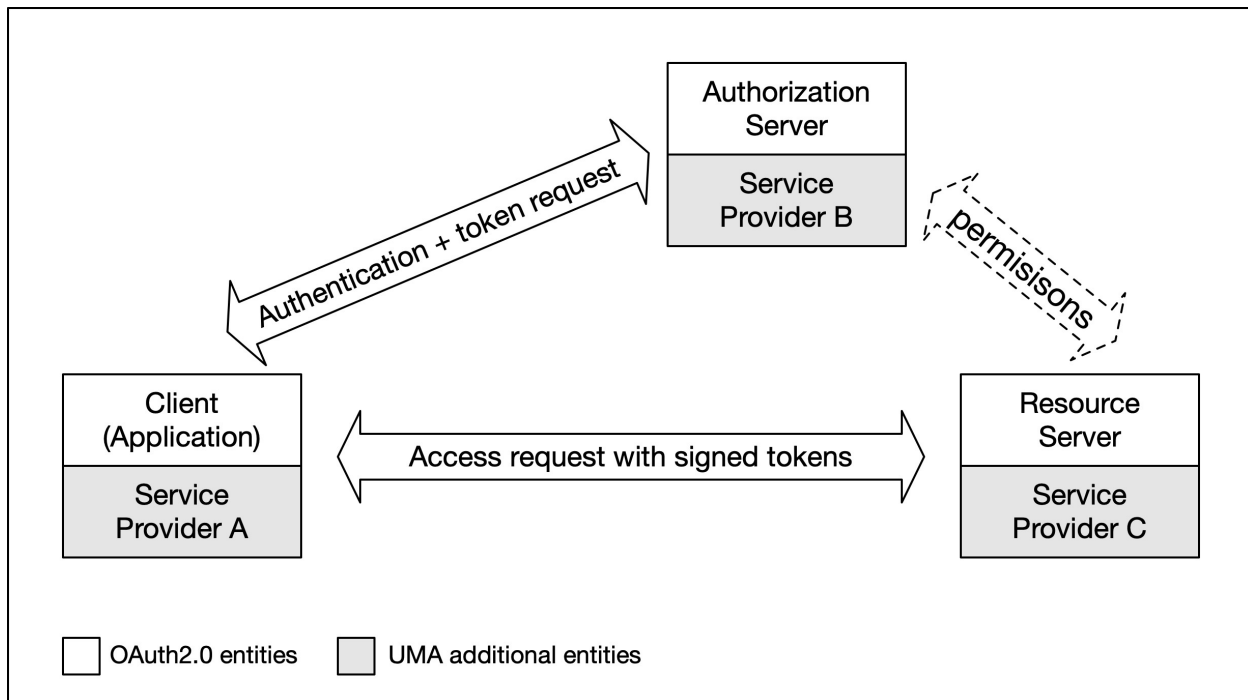 Authorization
Server
Service
Provider B
Authentication + token request
permisisons
Client
(Application)
Service
Provider A
Access request with signed tokens
Resource
Server
Service
Provider C
OAuth2.0 entities
UMA additional entities